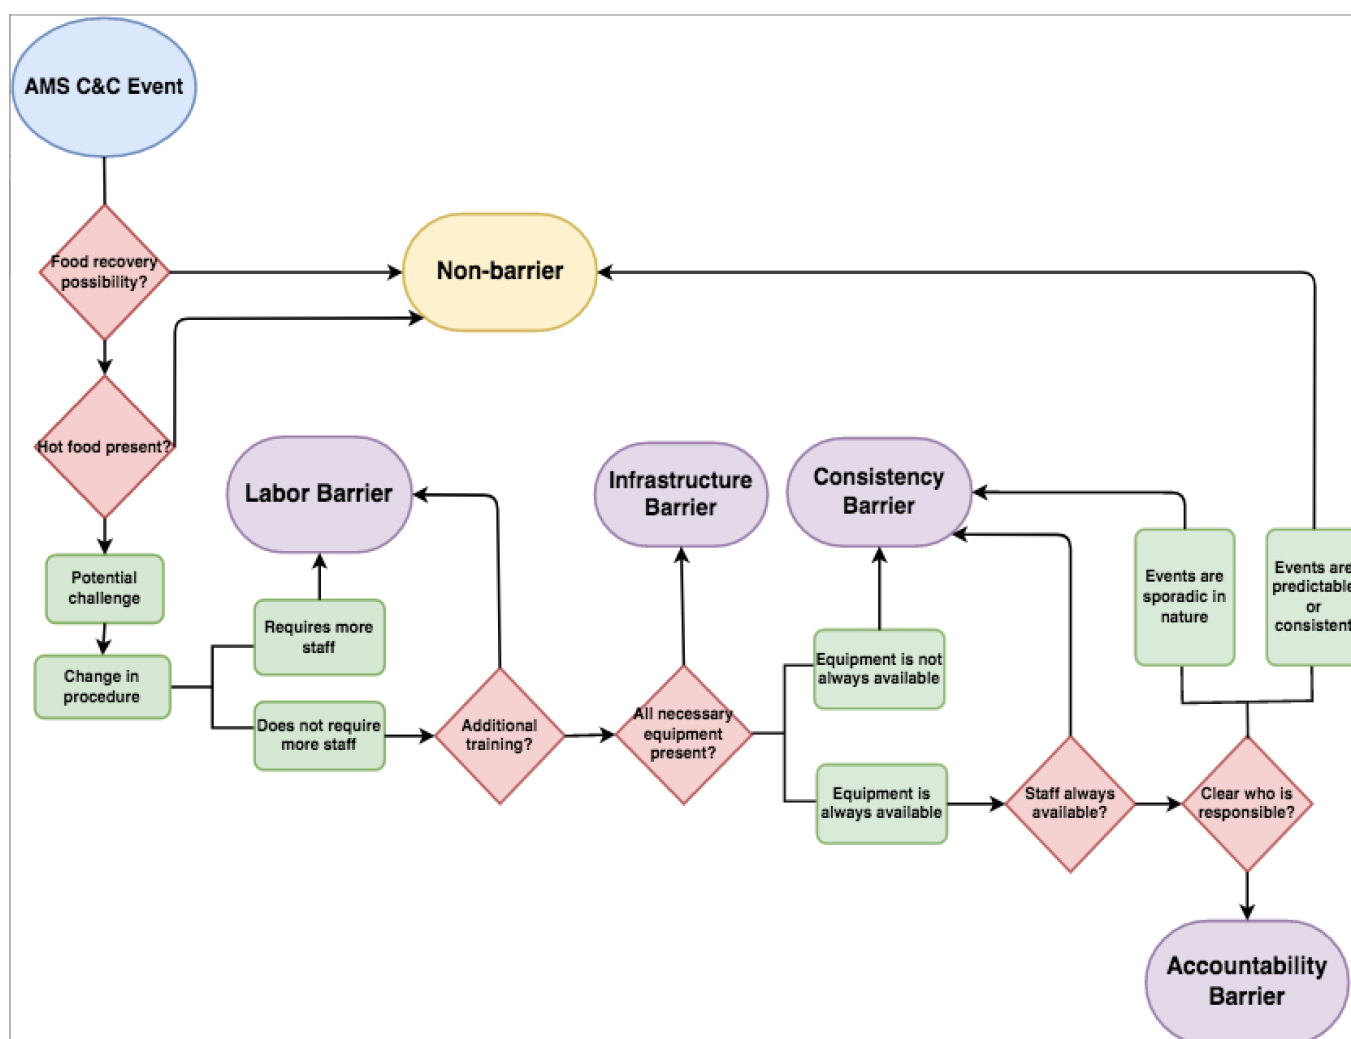 AMS C&C Event
Food recovery
possibility?
Non-barrier
Hot food present?
Labor Barrier
Infrastructure
Barrier
Consistency
Barrier
Potential
challenge
Requires more
staff
Events are
sporadic in
nature
Events are
predictable
or
consistent
Change in
procedure
Does not require
more staff
Additional
training?
All necessary
equipment
present?
Equipment is not
always available
Equipment is
always available
Staff always
available?
Clear who is
responsible?
Accountability
Barrier